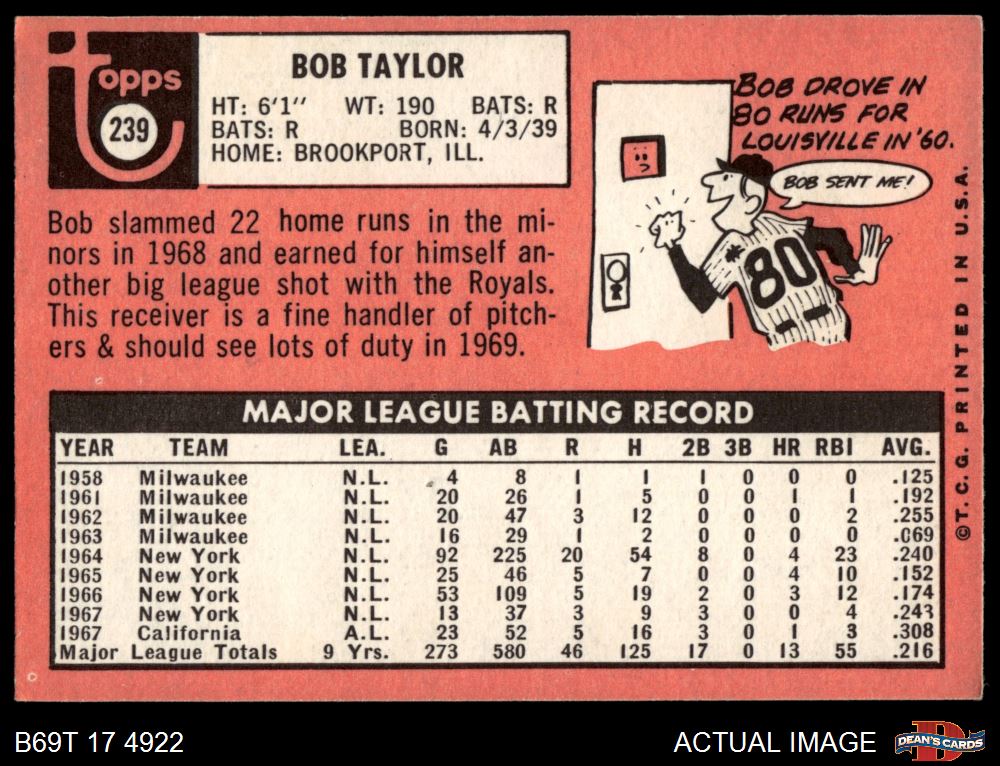 Topps
239
BOB TAYLOR
HT: 6'1" WT: 190 BATS: R
BATS: R BORN: 4/3/39
HOME: BROOKPORT, ILL.
BOB DROVE IN
80 RUNS FOR
LOUISVILLE IN '60.
BOB SENT ME!
80
Bob slammed 22 home runs in the mi-
nors in 1968 and earned for himself an-
other big league shot with the Royals.
This receiver is a fine handler of pitch-
ers & should see lots of duty in 1969.
MAJOR LEAGUE BATTING RECORD
YEAR TEAM LEA. G AB R H 2B 3B HR RBI AVG.
1958 Milwaukee N.L. 4 8 1 1 1 0 0 0 .125
1961 Milwaukee N.L. 20 26 1 5 0 0 1 1 .192
1962 Milwaukee N.L. 20 47 3 12 0 0 0 2 .255
1963 Milwaukee N.L. 16 29 1 2 0 0 0 0 .069
1964 New York N.L. 92 225 20 54 8 0 4 23 .240
1965 New York N.L. 25 46 5 7 0 0 4 10 .152
1966 New York N.L. 53 109 5 19 2 0 3 12 .174
1967 New York N.L. 13 37 3 9 3 0 0 4 .243
1967 California A.L. 23 52 5 16 3 0 1 3 .308
Major League Totals 9 Yrs. 273 580 46 125 17 0 13 55 .216
©T.C.G. PRINTED IN U.S.A.
B69T 17 4922
ACTUAL IMAGE
DEAN'S CARDS